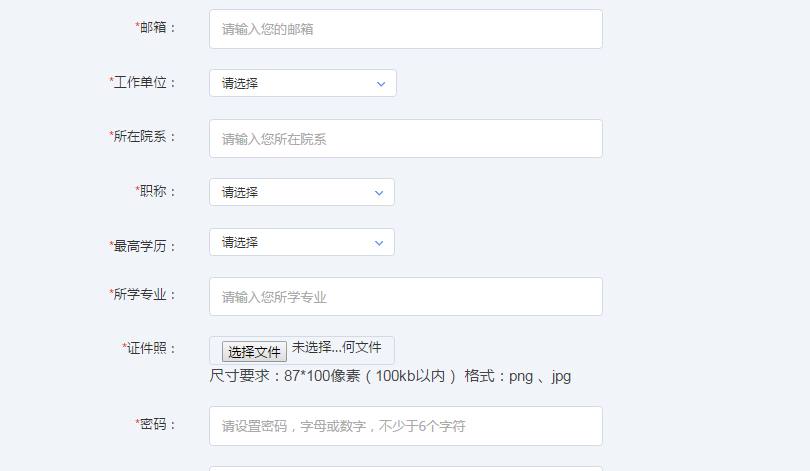 *邮箱： 请输入您的邮箱
*工作单位： 请选择
*所在院系： 请输入您所在院系
*职称： 请选择
*最高学历： 请选择
*所学专业： 请输入您所学专业
*证件照： 选择文件 未选择...何文件
尺寸要求：87*100像素（100kb以内） 格式：png 、jpg
*密码： 请设置密码，字母或数字，不少于6个字符